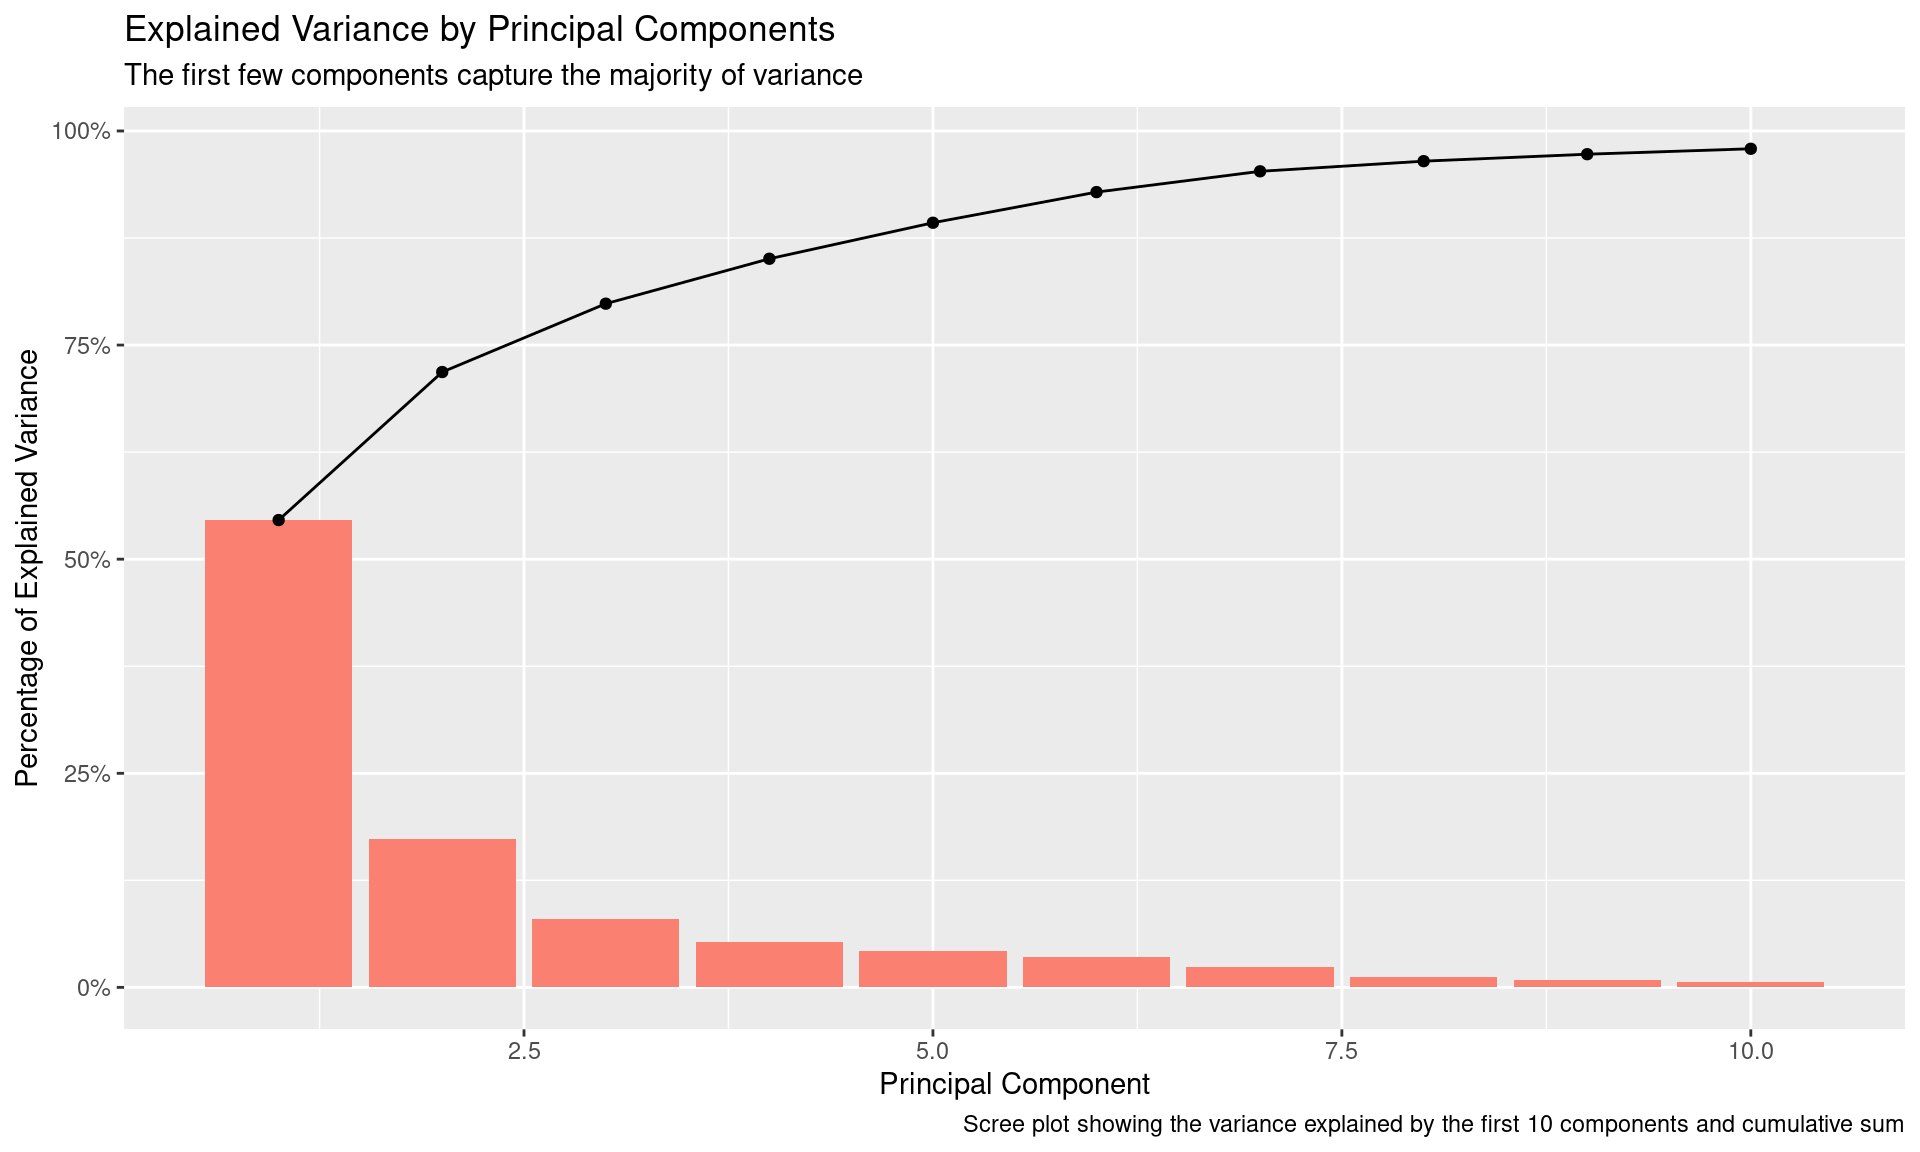 Explained Variance by Principal Components
The first few components capture the majority of variance
100%
75%
50%
25%
0%
Percentage of Explained Variance
2.5
5.0
7.5
10.0
Principal Component
Scree plot showing the variance explained by the first 10 components and cumulative sum